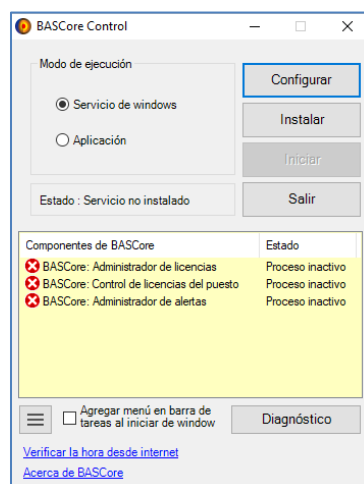 BASCore Control
Modo de ejecución
Servicio de windows
Aplicación
Configurar
Instalar
Iniciar
Estado : Servicio no instalado
Salir
Componentes de BASCore Estado
BASCore: Administrador de licencias Proceso inactivo
BASCore: Control de licencias del puesto Proceso inactivo
BASCore: Administrador de alertas Proceso inactivo
Agregar menú en barra de
tareas al iniciar de window
Diagnóstico
Verificar la hora desde internet
Acerca de BASCore